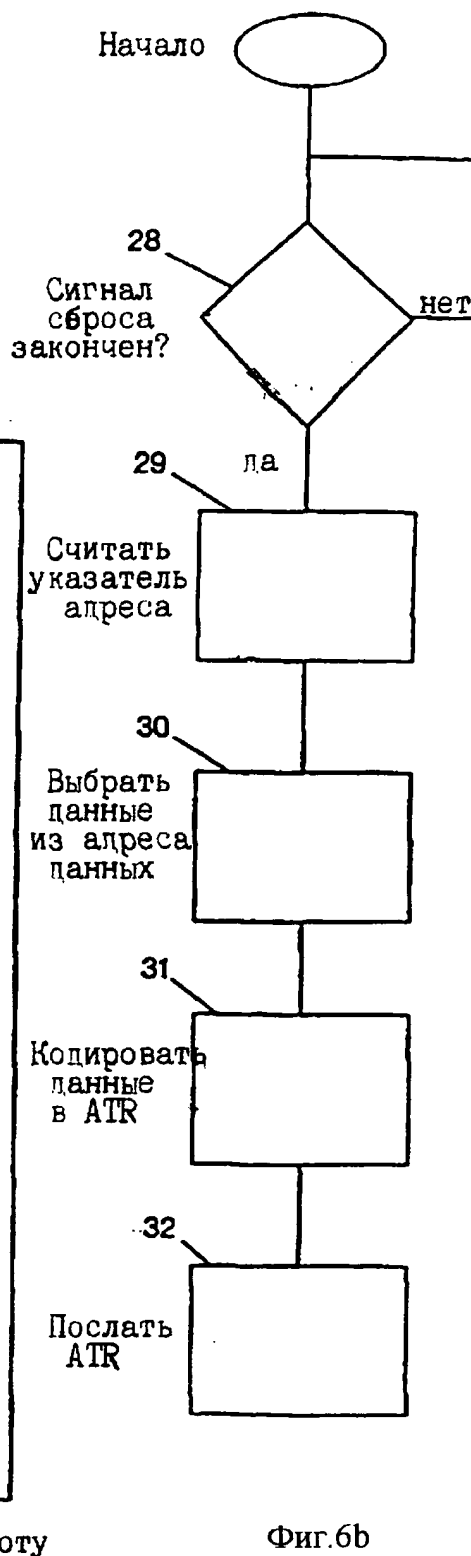 Начало
28
Сигнал
сброса
закончен?
нет
да
29
Считать
указатель
адреса
30
Выбрать
данные
из адреса
данных
31
Кодировать
данные
в ATR
32
Послать
ATR
оту
Фиг.6b